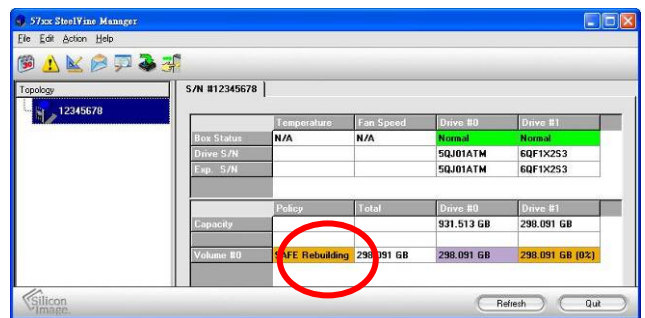 57xx SteelVine Manager
File Edit Action Help
Topology
12345678
S/N #12345678
Temperature Fan Speed Drive #0 Drive #1
Box Status N/A N/A Normal Normal
Drive S/N 5QJ01ATM 6QF1X2S3
Exp. S/N 5QJ01ATM 6QF1X2S3
Policy Total Drive #0 Drive #1
Capacity 931.513 GB 298.091 GB
Volume #0 SAFE Rebuilding 298.091 GB 298.091 GB 298.091 GB (0%)
Silicon Image.
Refresh Quit